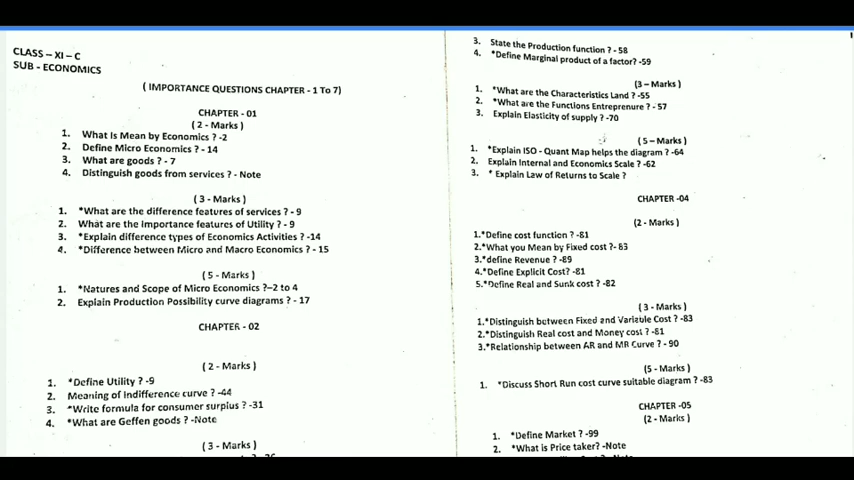 CLASS – XI – C
SUB - ECONOMICS
( IMPORTANCE QUESTIONS CHAPTER - 1 To 7)
CHAPTER - 01
( 2 - Marks )
1. What Is Mean by Economics ? -2
2. Define Micro Economics ? - 14
3. What are goods ? - 7
4. Distinguish goods from services ? - Note
( 3 - Marks )
1. *What are the difference features of services ? - 9
2. What are the Importance features of Utility ? - 9
3. *Explain difference types of Economics Activities ? -14
4. *Difference between Micro and Macro Economics ? - 15
( 5 - Marks )
1. *Natures and Scope of Micro Economics ?–2 to 4
2. Explain Production Possibility curve diagrams ? - 17
CHAPTER - 02
( 2 - Marks )
1. *Define Utility ? -9
2. Meaning of Indifference curve ? -44
3. *Write formula for consumer surplus ? -31
4. *What are Geffen goods ? -Note
( 3 - Marks )
3. State the Production function ? - 58
4. *Define Marginal product of a factor? -59
(3 – Marks )
1. *What are the Characteristics Land ? -55
2. *What are the Functions Entreprenure ? - 57
3. Explain Elasticity of supply ? -70
( 5 – Marks )
1. *Explain ISO - Quant Map helps the diagram ? -64
2. Explain Internal and Economics Scale ? -62
3. * Explain Law of Returns to Scale ?
CHAPTER -04
(2 - Marks )
1.*Define cost function ? -81
2.*What you Mean by Fixed cost ?- 83
3.*define Revenue ? -89
4.*Define Explicit Cost? -81
5.*Define Real and Sunk cost ? -82
( 3 - Marks )
1.*Distinguish between Fixed and Variable Cost ? -83
2.*Distinguish Real cost and Money cost ? -81
3.*Relationship between AR and MR Curve ? - 90
(5 - Marks )
1. *Discuss Short Run cost curve suitable diagram ? -83
CHAPTER -05
(2 - Marks )
1. *Define Market ? -99
2. *What is Price taker? -Note